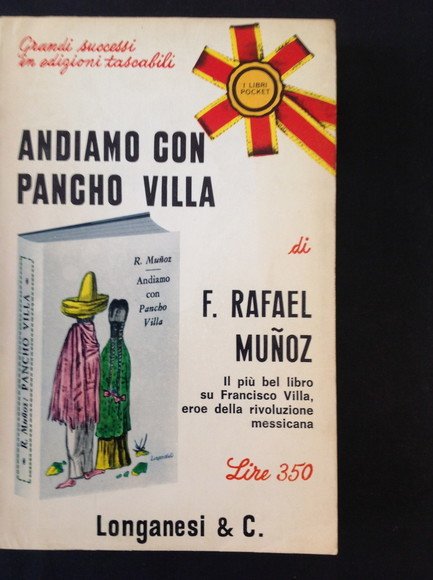 Grandi successi
in edizioni tascabili
I LIBRI
POCKET
ANDIAMO CON
PANCHO VILLA
di
F. RAFAEL
MUÑOZ
Il più bel libro
su Francisco Villa,
eroe della rivoluzione
messicana
Lire 350
R. Muñoz
Andiamo
con
Pancho
Villa
R. Muñoz / PANCHO VILLA
Longanesi & C.